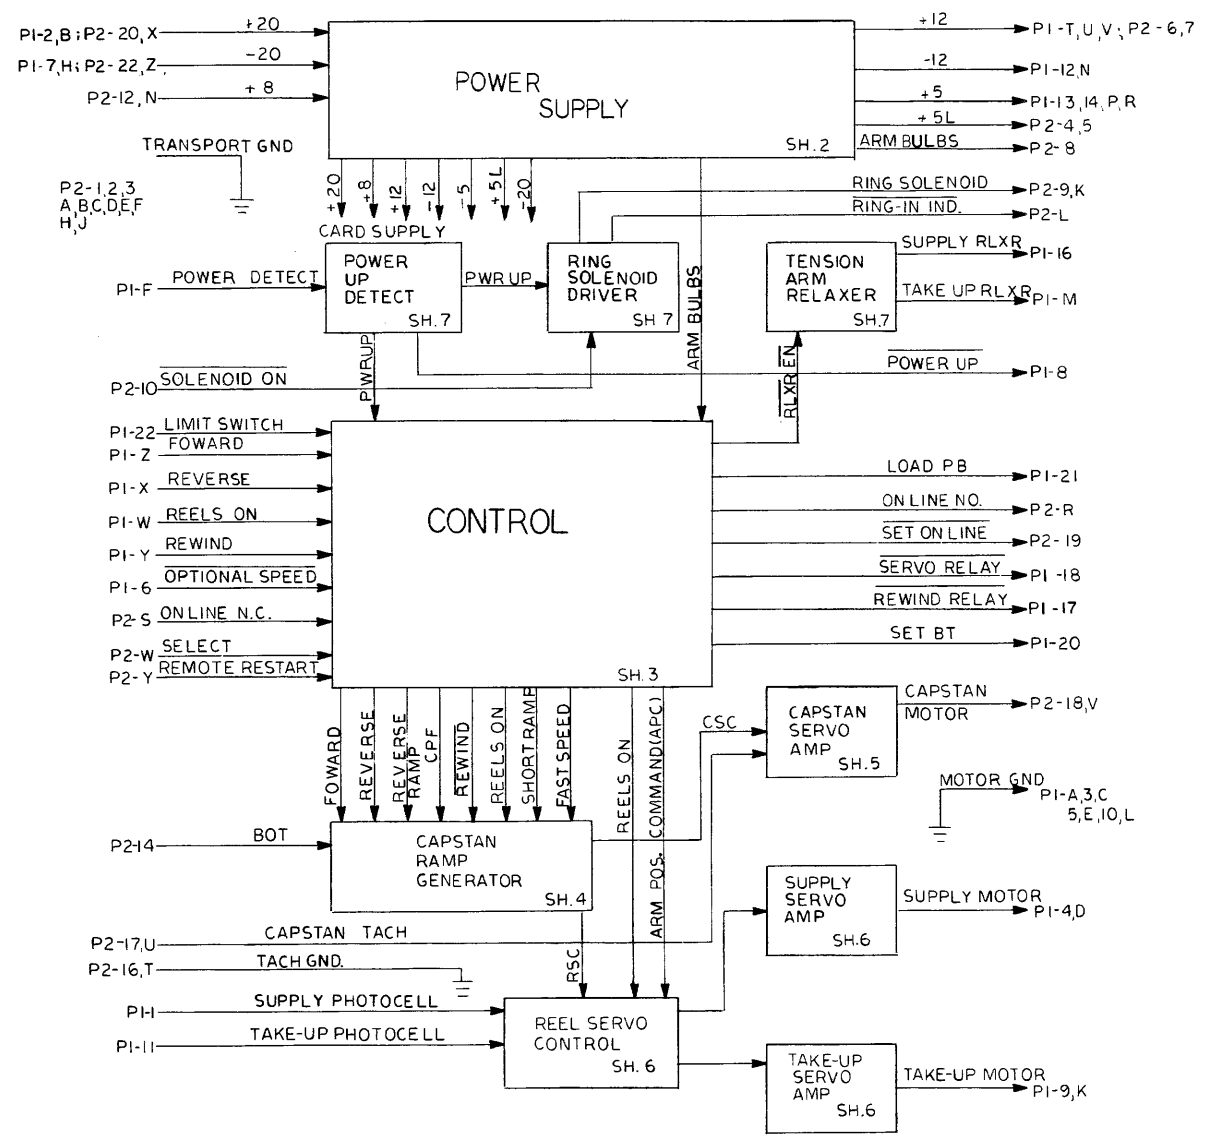 P1-2,B;P2-20,X
+20
P1-7,H;P2-22,Z
-20
P2-12,N
+8
POWER
SUPPLY
SH.2
+12
P1-T,U,V;P2-6,7
-12
P1-12,N
+5
P1-13,14,P,R
+5L
P2-4,5
ARM BULBS
P2-8
TRANSPORT GND
P2-1,2,3
A,B,C,D,E,F
H,J
+20
+8
+12
-12
-5
+5L
-20
CARD SUPPLY
RING SOLENOID
P2-9,K
RING-IN IND.
P2-L
P1-F
POWER DETECT
POWER
UP
DETECT
SH.7
PWRUP
RING
SOLENOID
DRIVER
SH 7
ARM BULBS
TENSION
ARM
RELAXER
SH.7
SUPPLY RLXR
P1-16
TAKE UP RLXR
P1-M
PWRUP
POWER UP
P1-8
P2-10
SOLENOID ON
RLXR EN
P1-22
LIMIT SWITCH
P1-Z
FOWARD
P1-X
REVERSE
P1-W
REELS ON
P1-Y
REWIND
P1-6
OPTIONAL SPEED
P2-S
ONLINE N.C.
P2-W
SELECT
P2-Y
REMOTE RESTART
CONTROL
SH.3
LOAD PB
P1-21
ON LINE NO.
P2-R
SET ON LINE
P2-19
SERVO RELAY
P1-18
REWIND RELAY
P1-17
SET BT
P1-20
FOWARD
REVERSE
REVERSE
RAMP
CPF
REWIND
REELS ON
SHORT RAMP
FAST SPEED
REELS ON
ARM POS. COMMAND(APC)
CSC
CAPSTAN
SERVO
AMP
SH.5
CAPSTAN
MOTOR
P2-18,V
MOTOR GND
P1-A,3,C
5,E,10,L
P2-14
BOT
CAPSTAN
RAMP
GENERATOR
SH.4
SUPPLY
SERVO
AMP
SH.6
SUPPLY MOTOR
P1-4,D
P2-17,U
CAPSTAN TACH
P2-16,T
TACH GND.
RSC
P1-1
SUPPLY PHOTOCELL
P1-11
TAKE-UP PHOTOCELL
REEL SERVO
CONTROL
SH.6
TAKE-UP
SERVO
AMP
SH.6
TAKE-UP MOTOR
P1-9,K